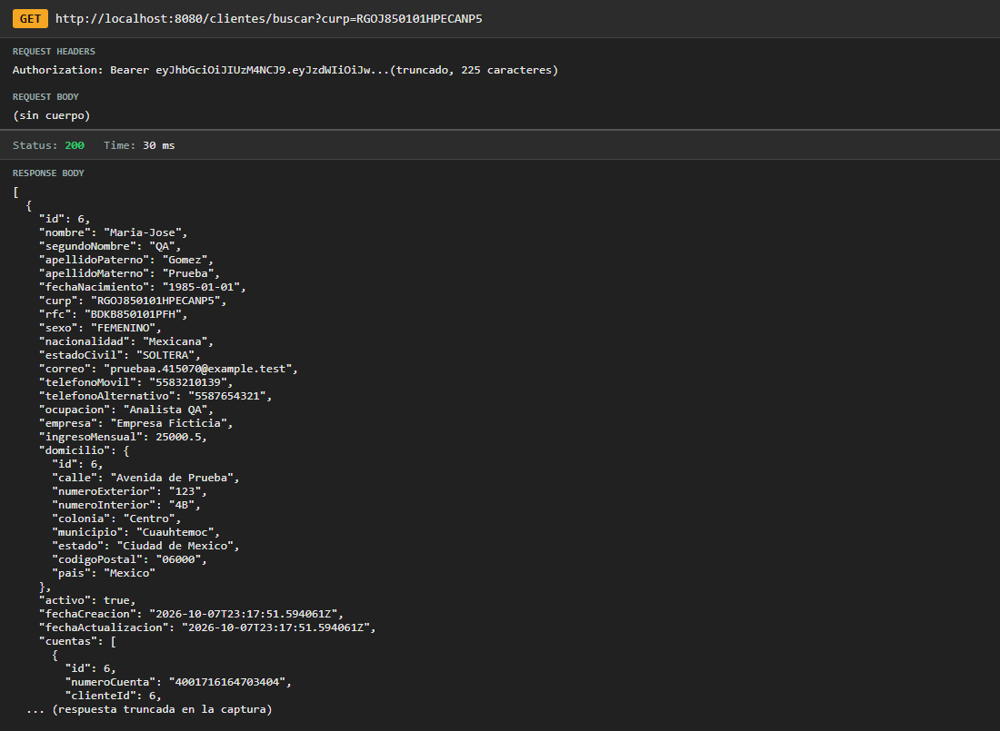 GET http://localhost:8080/clientes/buscar?curp=RGOJ850101HPECANP5
REQUEST HEADERS
Authorization: Bearer eyJhbGciOiJIUzM4NCJ9.eyJzdWIiOiJw...(truncado, 225 caracteres)
REQUEST BODY
(sin cuerpo)
Status: 200 Time: 30 ms
RESPONSE BODY
[
{
"id": 6,
"nombre": "Maria-Jose",
"segundoNombre": "QA",
"apellidoPaterno": "Gomez",
"apellidoMaterno": "Prueba",
"fechaNacimiento": "1985-01-01",
"curp": "RGOJ850101HPECANP5",
"rfc": "BDKB850101PFH",
"sexo": "FEMENINO",
"nacionalidad": "Mexicana",
"estadoCivil": "SOLTERA",
"correo": "pruebaa.415070@example.test",
"telefonoMovil": "5583210139",
"telefonoAlternativo": "5587654321",
"ocupacion": "Analista QA",
"empresa": "Empresa Ficticia",
"ingresoMensual": 25000.5,
"domicilio": {
"id": 6,
"calle": "Avenida de Prueba",
"numeroExterior": "123",
"numeroInterior": "4B",
"colonia": "Centro",
"municipio": "Cuauhtemoc",
"estado": "Ciudad de Mexico",
"codigoPostal": "06000",
"pais": "Mexico"
},
"activo": true,
"fechaCreacion": "2026-10-07T23:17:51.594061Z",
"fechaActualizacion": "2026-10-07T23:17:51.594061Z",
"cuentas": [
{
"id": 6,
"numeroCuenta": "4001716164703404",
"clienteId": 6,
... (respuesta truncada en la captura)